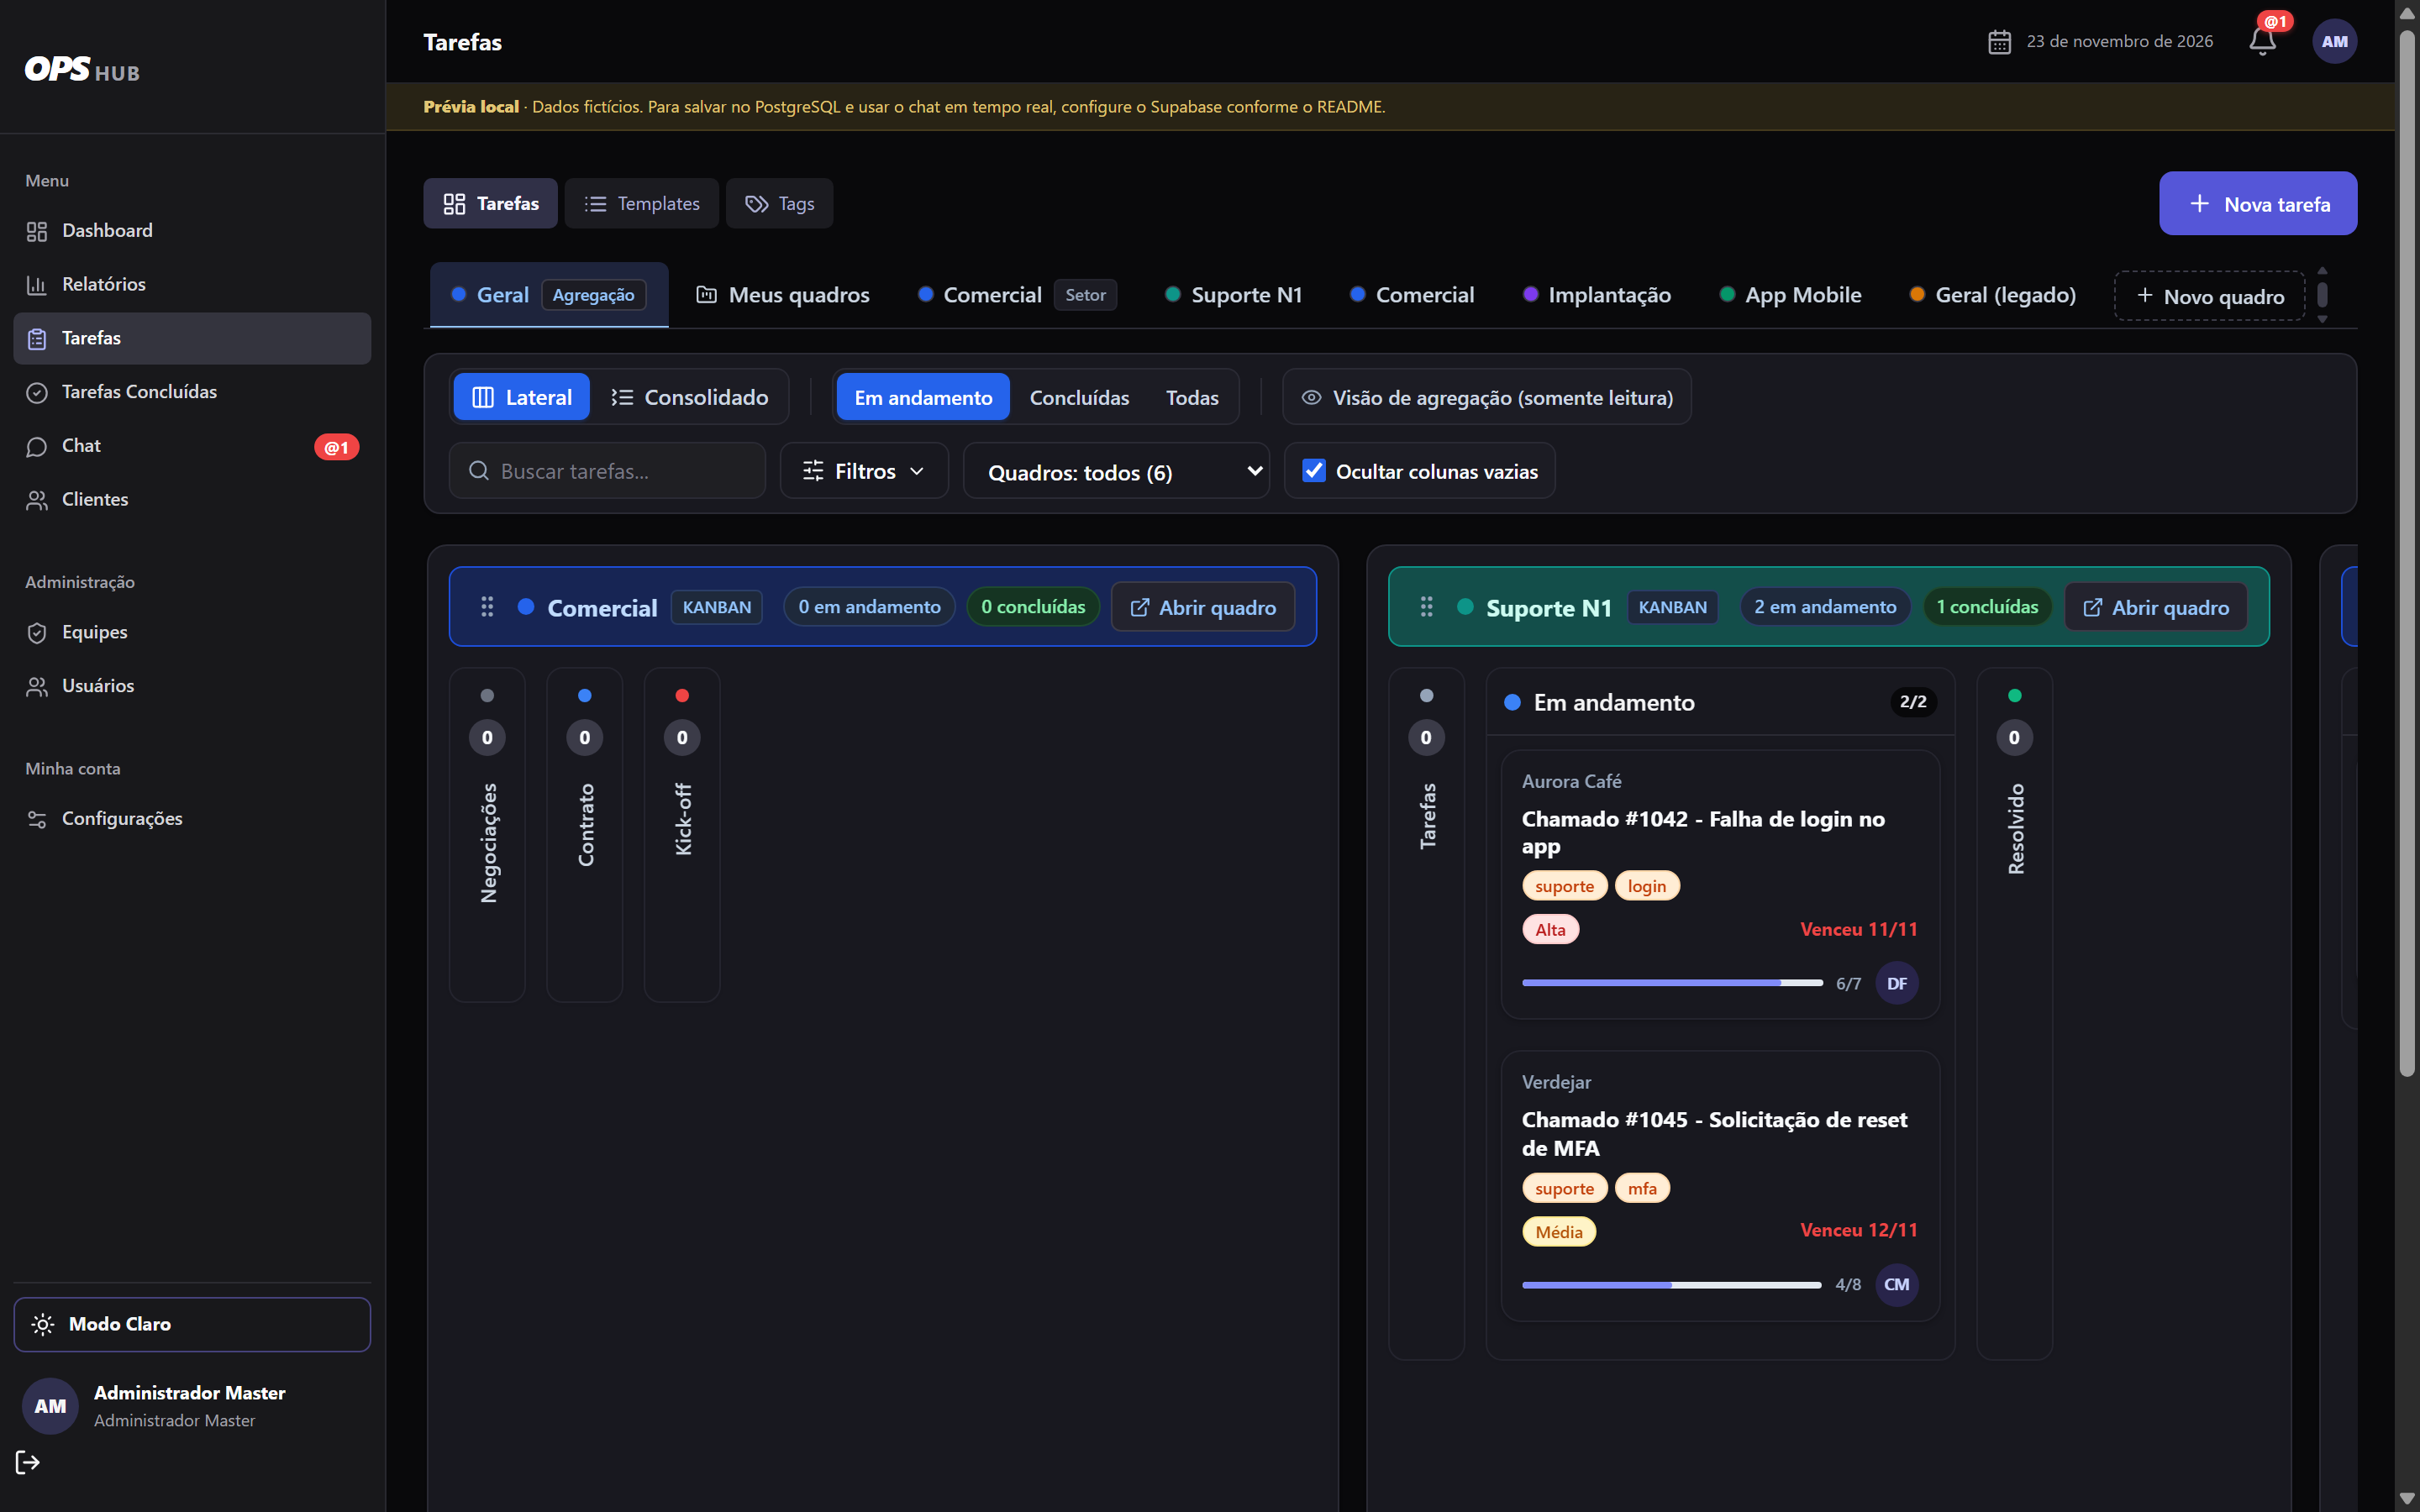 OPS HUB
Menu
Dashboard
Relatórios
Tarefas
Tarefas Concluídas
Chat @1
Clientes
Administração
Equipes
Usuários
Minha conta
Configurações
Modo Claro
AM Administrador Master
Administrador Master
Tarefas
23 de novembro de 2026 @1 AM
Prévia local · Dados fictícios. Para salvar no PostgreSQL e usar o chat em tempo real, configure o Supabase conforme o README.
Tarefas Templates Tags + Nova tarefa
Geral Agregação Meus quadros Comercial Setor Suporte N1 Comercial Implantação App Mobile Geral (legado) + Novo quadro
Lateral Consolidado Em andamento Concluídas Todas Visão de agregação (somente leitura)
Buscar tarefas... Filtros Quadros: todos (6) Ocultar colunas vazias
Comercial KANBAN 0 em andamento 0 concluídas Abrir quadro
0 Negociações
0 Contrato
0 Kick-off
Suporte N1 KANBAN 2 em andamento 1 concluídas Abrir quadro
0 Tarefas
Em andamento 2/2
Aurora Café
Chamado #1042 - Falha de login no
app
suporte login
Alta Venceu 11/11
6/7 DF
Verdejar
Chamado #1045 - Solicitação de reset
de MFA
suporte mfa
Média Venceu 12/11
4/8 CM
0 Resolvido